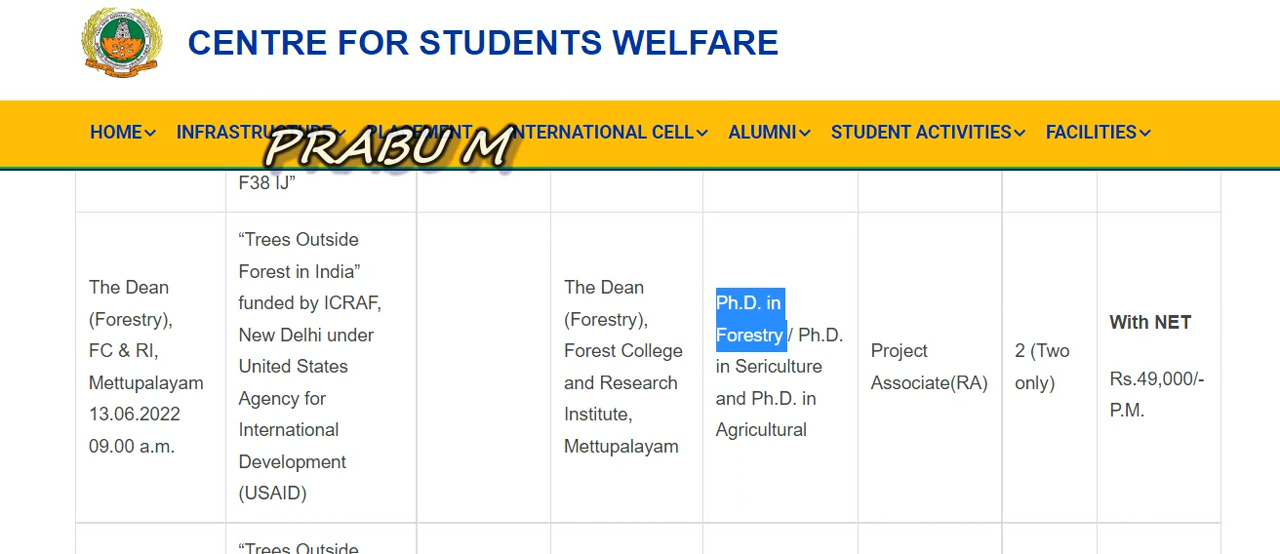 CENTRE FOR STUDENTS WELFARE
HOME INFRASTRUCTURE PLACEMENT INTERNATIONAL CELL ALUMNI STUDENT ACTIVITIES FACILITIES
PRABU M
F38 IJ”
The Dean
(Forestry),
FC & RI,
Mettupalayam
13.06.2022
09.00 a.m.
“Trees Outside
Forest in India”
funded by ICRAF,
New Delhi under
United States
Agency for
International
Development
(USAID)
The Dean
(Forestry),
Forest College
and Research
Institute,
Mettupalayam
Ph.D. in
Forestry / Ph.D.
in Sericulture
and Ph.D. in
Agricultural
Project
Associate(RA)
2 (Two
only)
With NET
Rs.49,000/-
P.M.
“Trees Outside